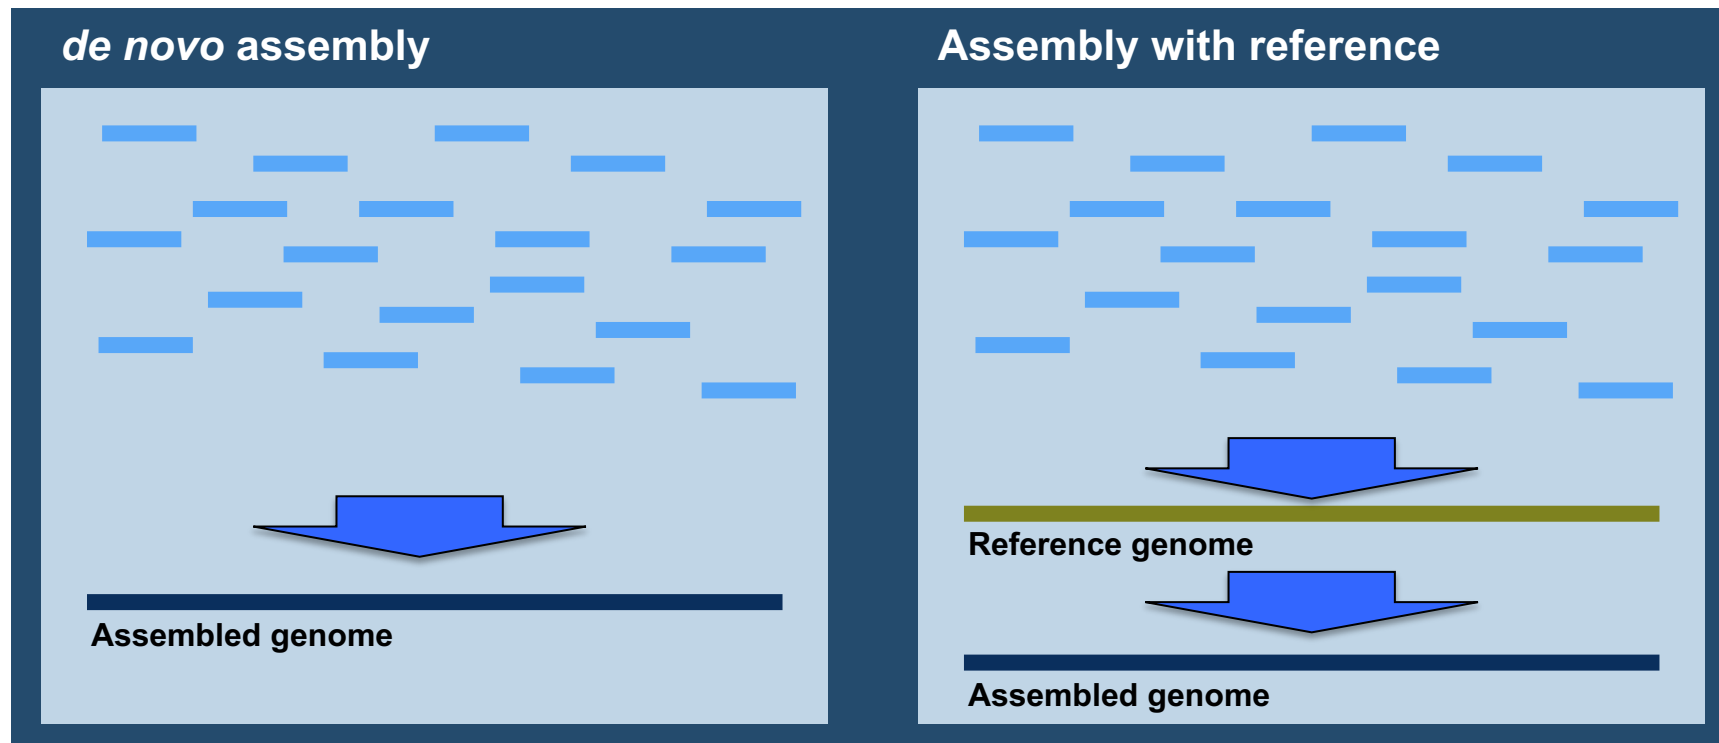 de novo assembly
Assembled genome
Assembly with reference
Reference genome
Assembled genome